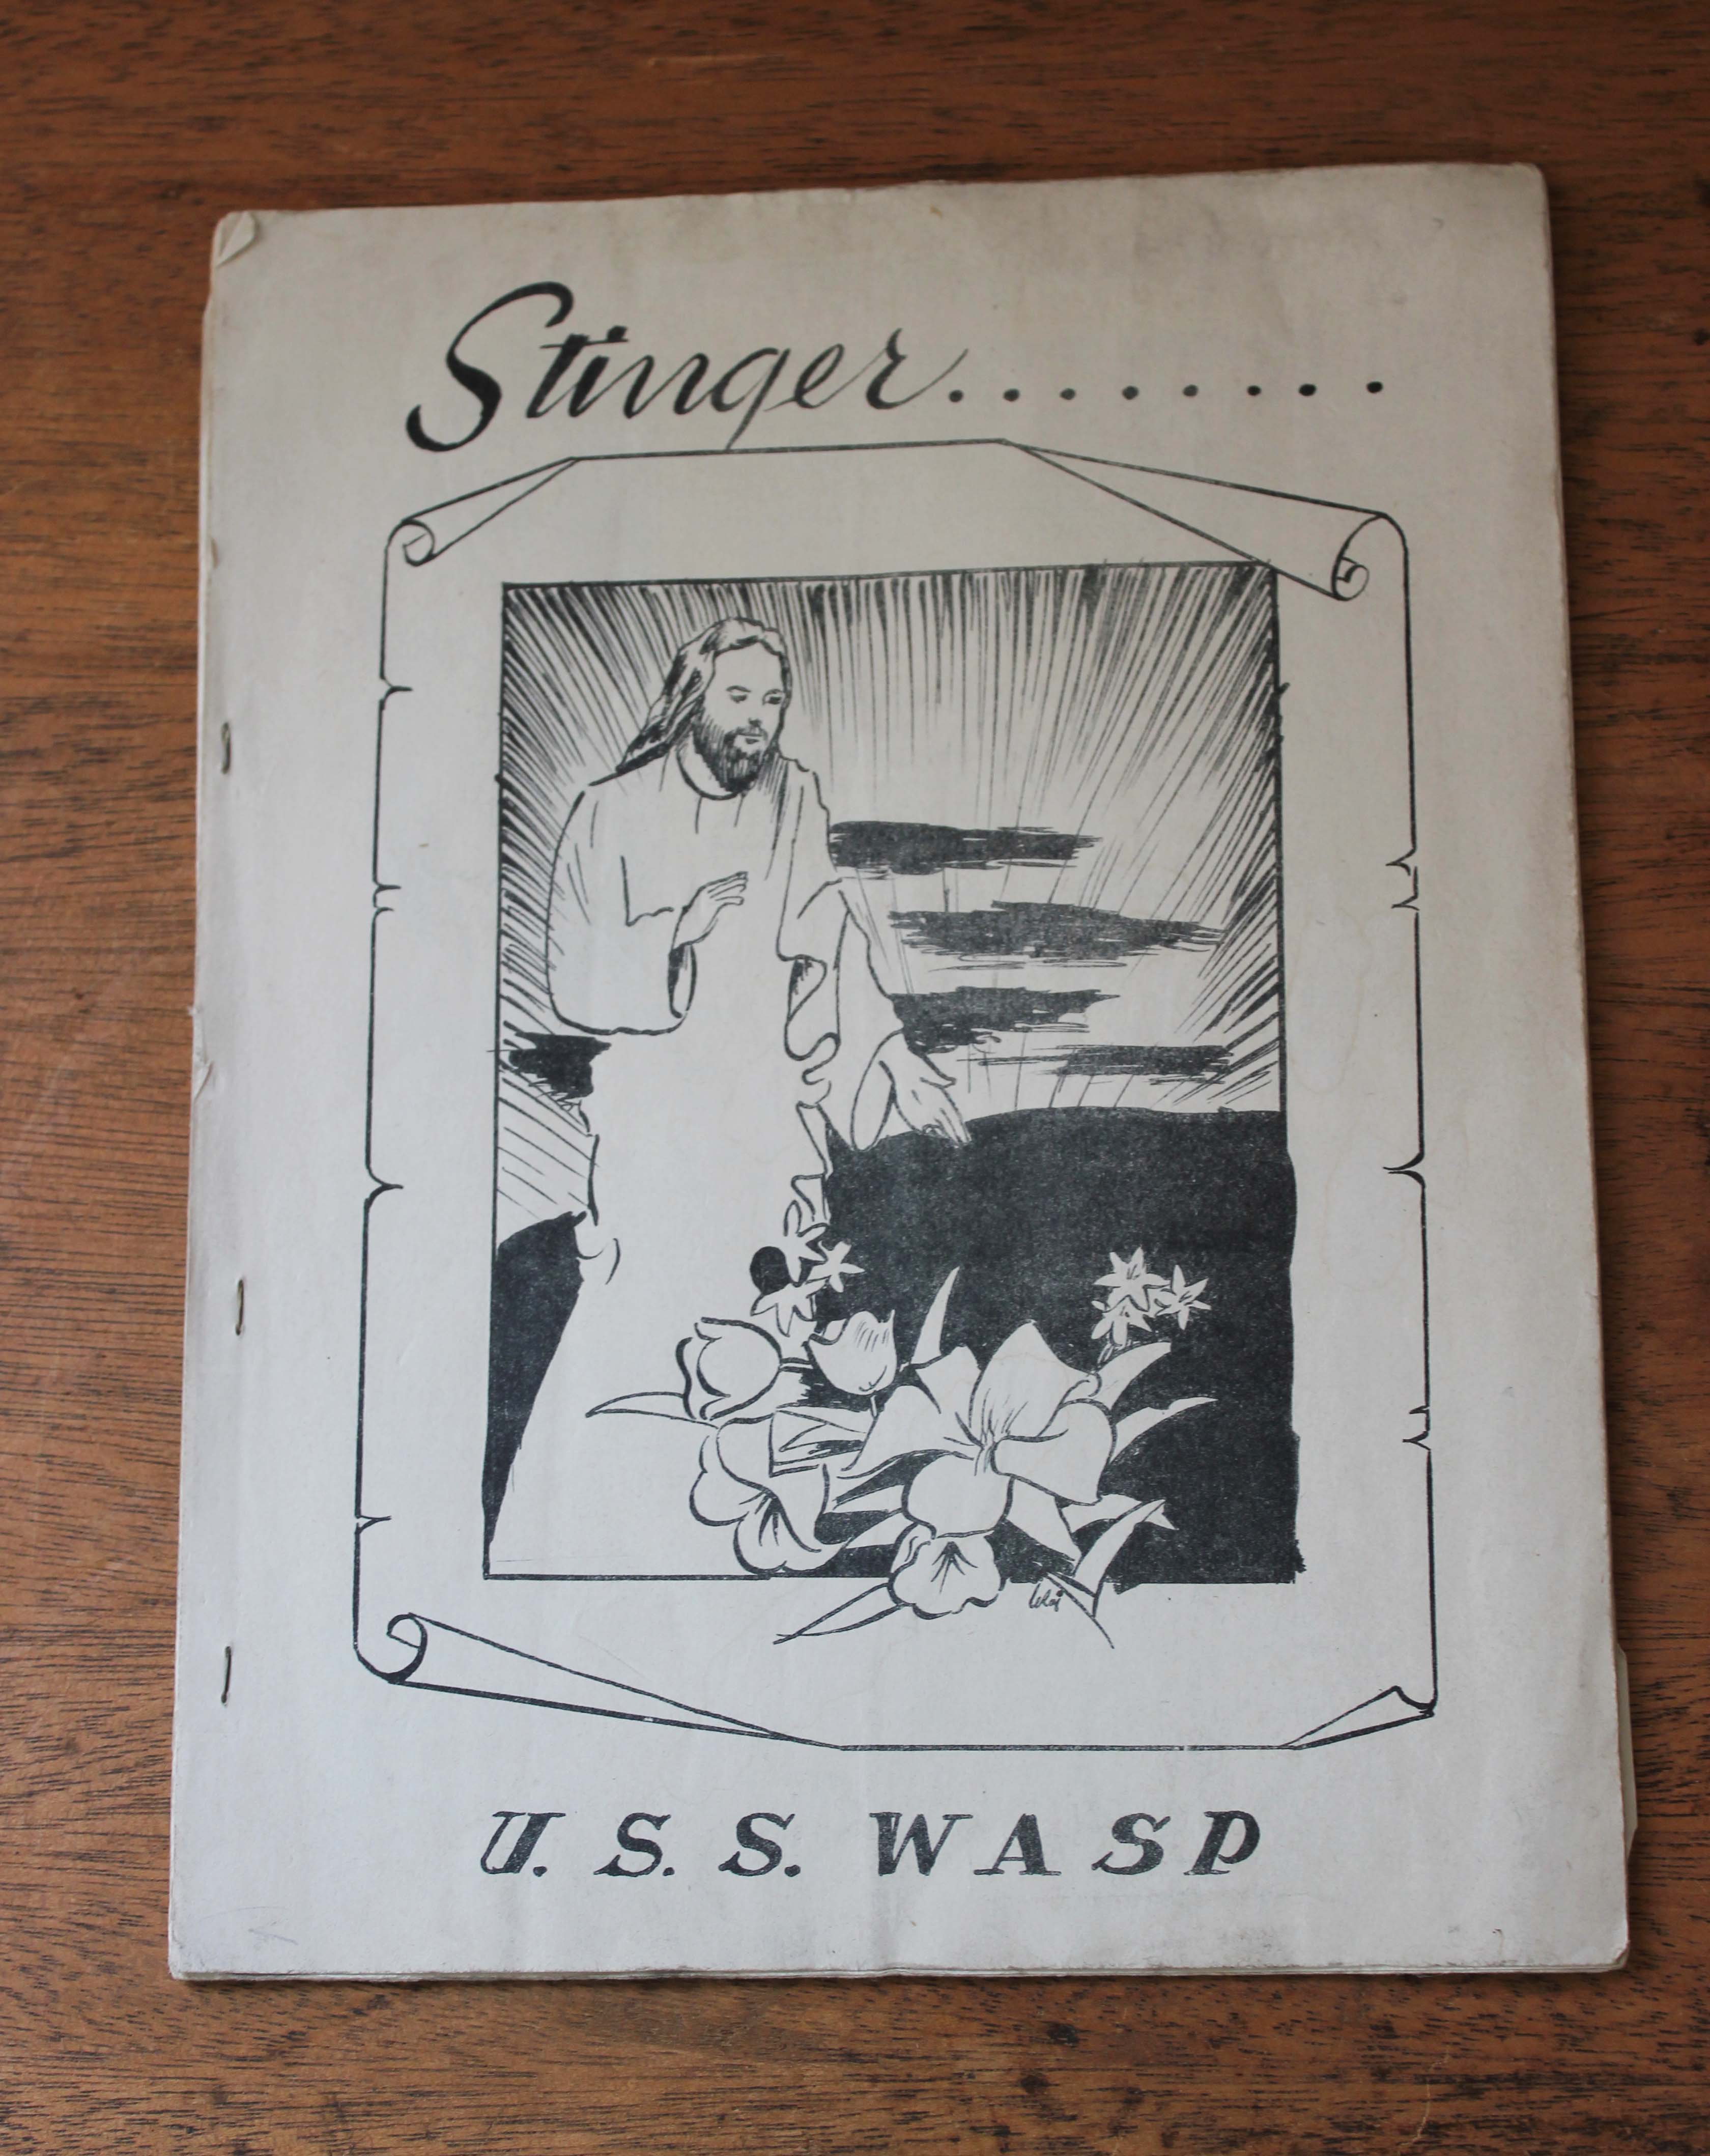 Stinger.........
U. S. S. WASP